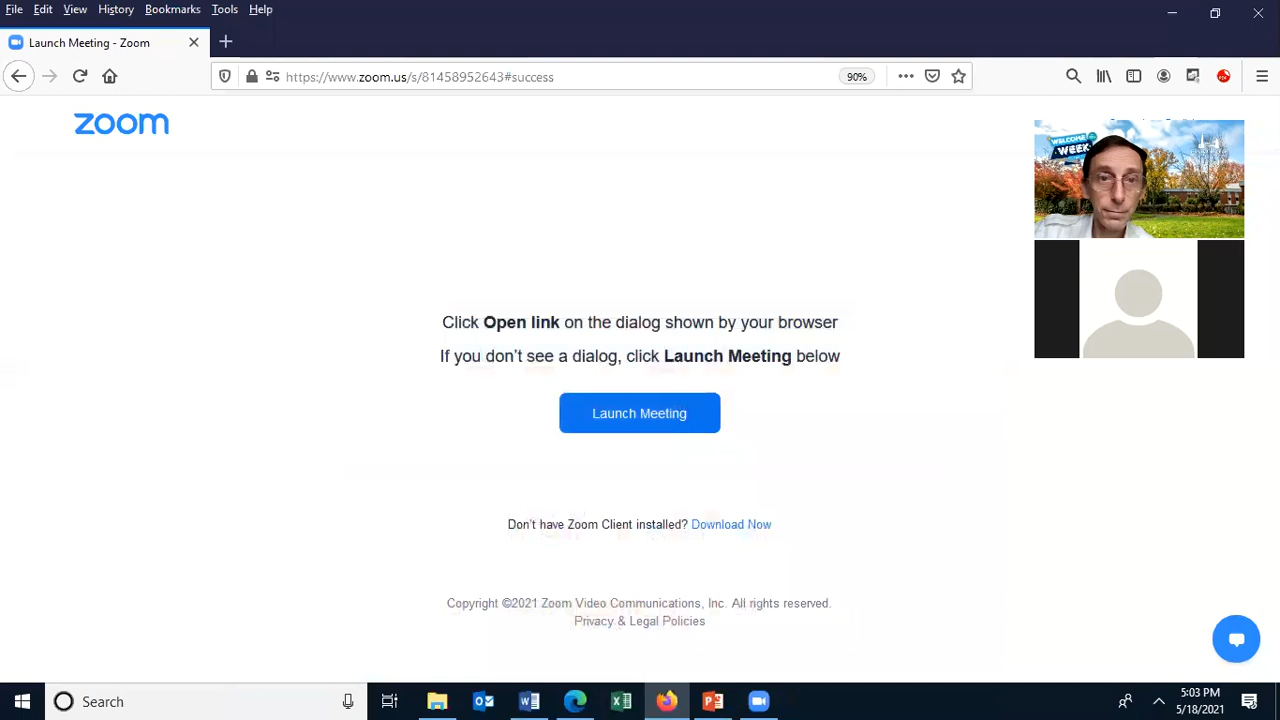 File Edit View History Bookmarks Tools Help
Launch Meeting - Zoom
https://www.zoom.us/s/81458952643#success
90%
zoom
WELCOME
WEEK
Click Open link on the dialog shown by your browser
If you don't see a dialog, click Launch Meeting below
Launch Meeting
Don't have Zoom Client installed? Download Now
Copyright ©2021 Zoom Video Communications, Inc. All rights reserved.
Privacy & Legal Policies
Search
5:03 PM
5/18/2021